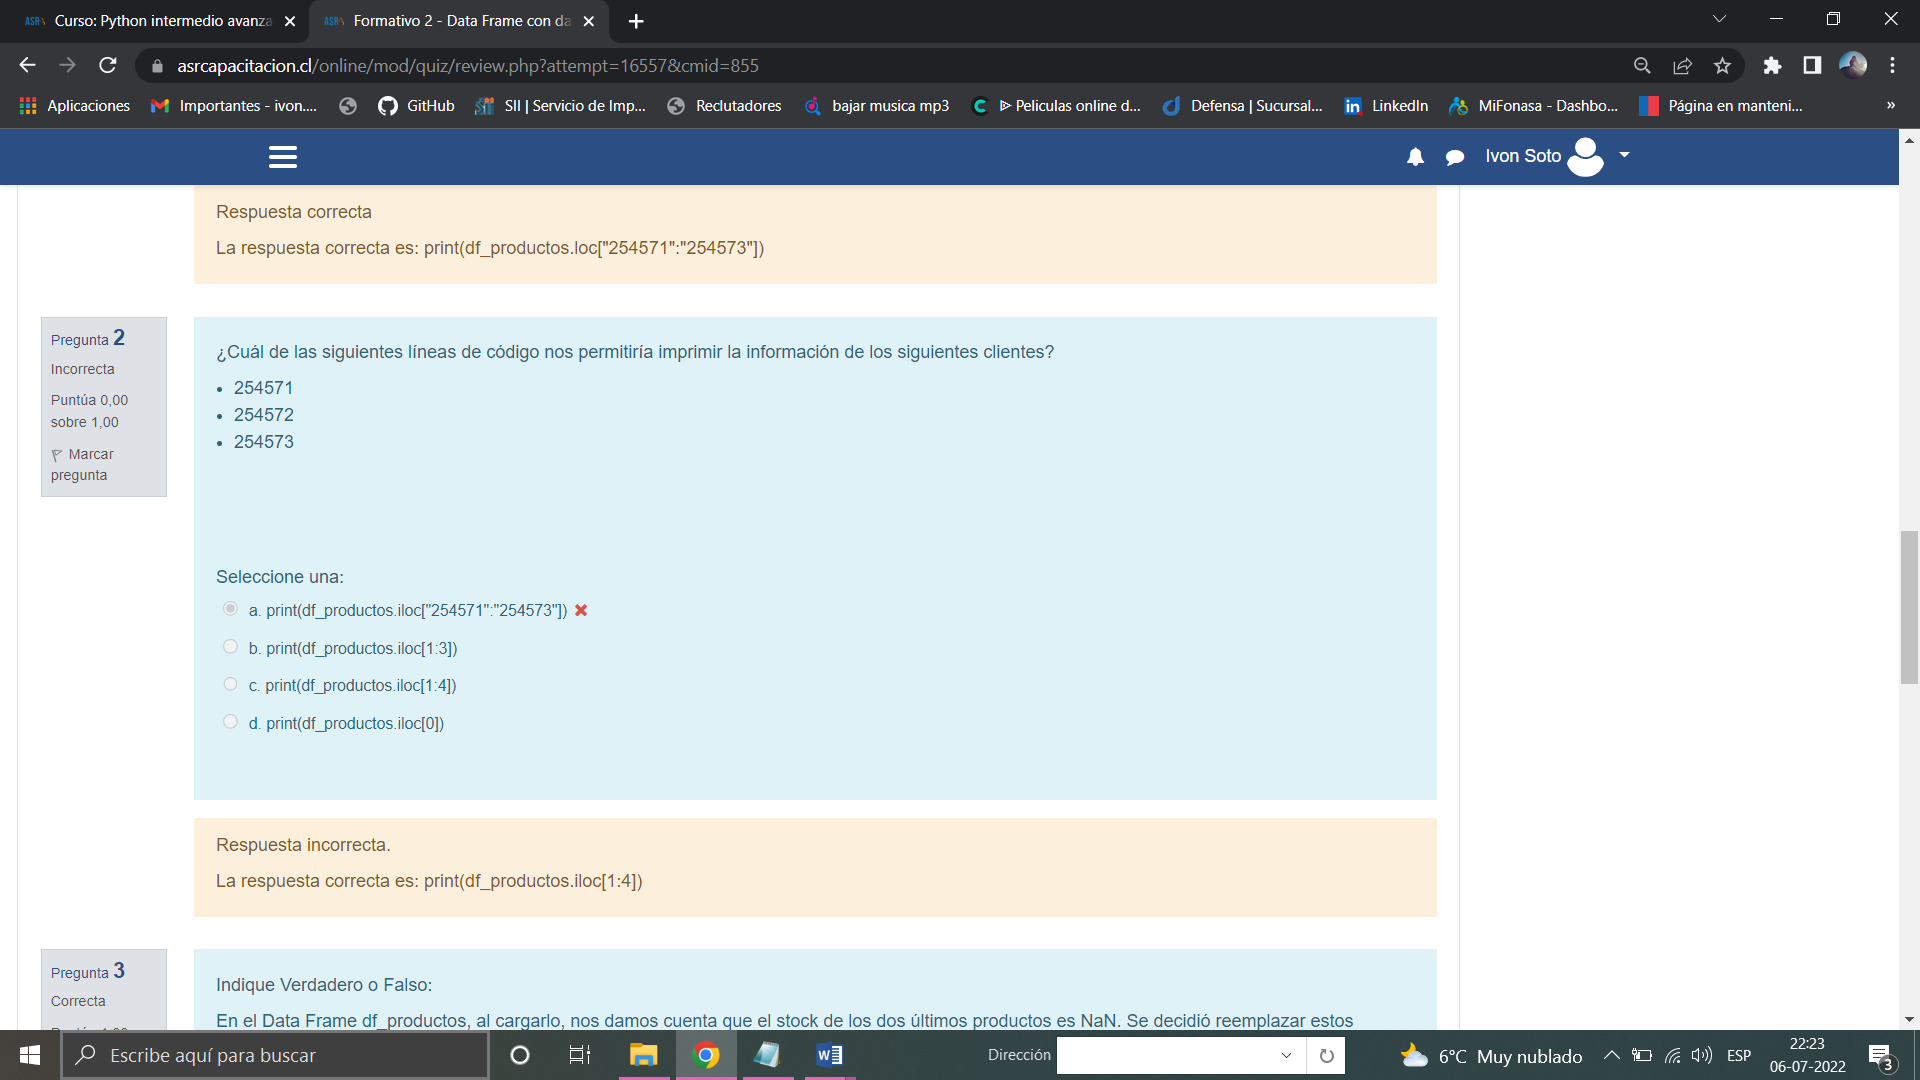 Curso: Python intermedio avanza
Formativo 2 - Data Frame con da
asrcapacitacion.cl/online/mod/quiz/review.php?attempt=16557&cmid=855
Aplicaciones
Importantes - ivon....
GitHub
SII | Servicio de Imp...
Reclutadores
bajar musica mp3
Peliculas online d...
Defensa | Sucursal...
LinkedIn
MiFonasa - Dashbo...
Página en manteni...
»
Ivon Soto
Respuesta correcta
La respuesta correcta es: print(df_productos.loc["254571":"254573"])
Pregunta 2
Incorrecta
Puntúa 0,00
sobre 1,00
Marcar
pregunta
¿Cuál de las siguientes líneas de código nos permitiría imprimir la información de los siguientes clientes?
• 254571
• 254572
• 254573
Seleccione una:
a. print(df_productos.iloc["254571":"254573"])
b. print(df_productos.iloc[1:3])
c. print(df_productos.iloc[1:4])
d. print(df_productos.iloc[0])
Respuesta incorrecta.
La respuesta correcta es: print(df_productos.iloc[1:4])
Pregunta 3
Correcta
Indique Verdadero o Falso:
En el Data Frame df_productos, al cargarlo, nos damos cuenta que el stock de los dos últimos productos es NaN. Se decidió reemplazar estos
Escribe aquí para buscar
Dirección
6°C Muy nublado
ESP
22:23
06-07-2022
3